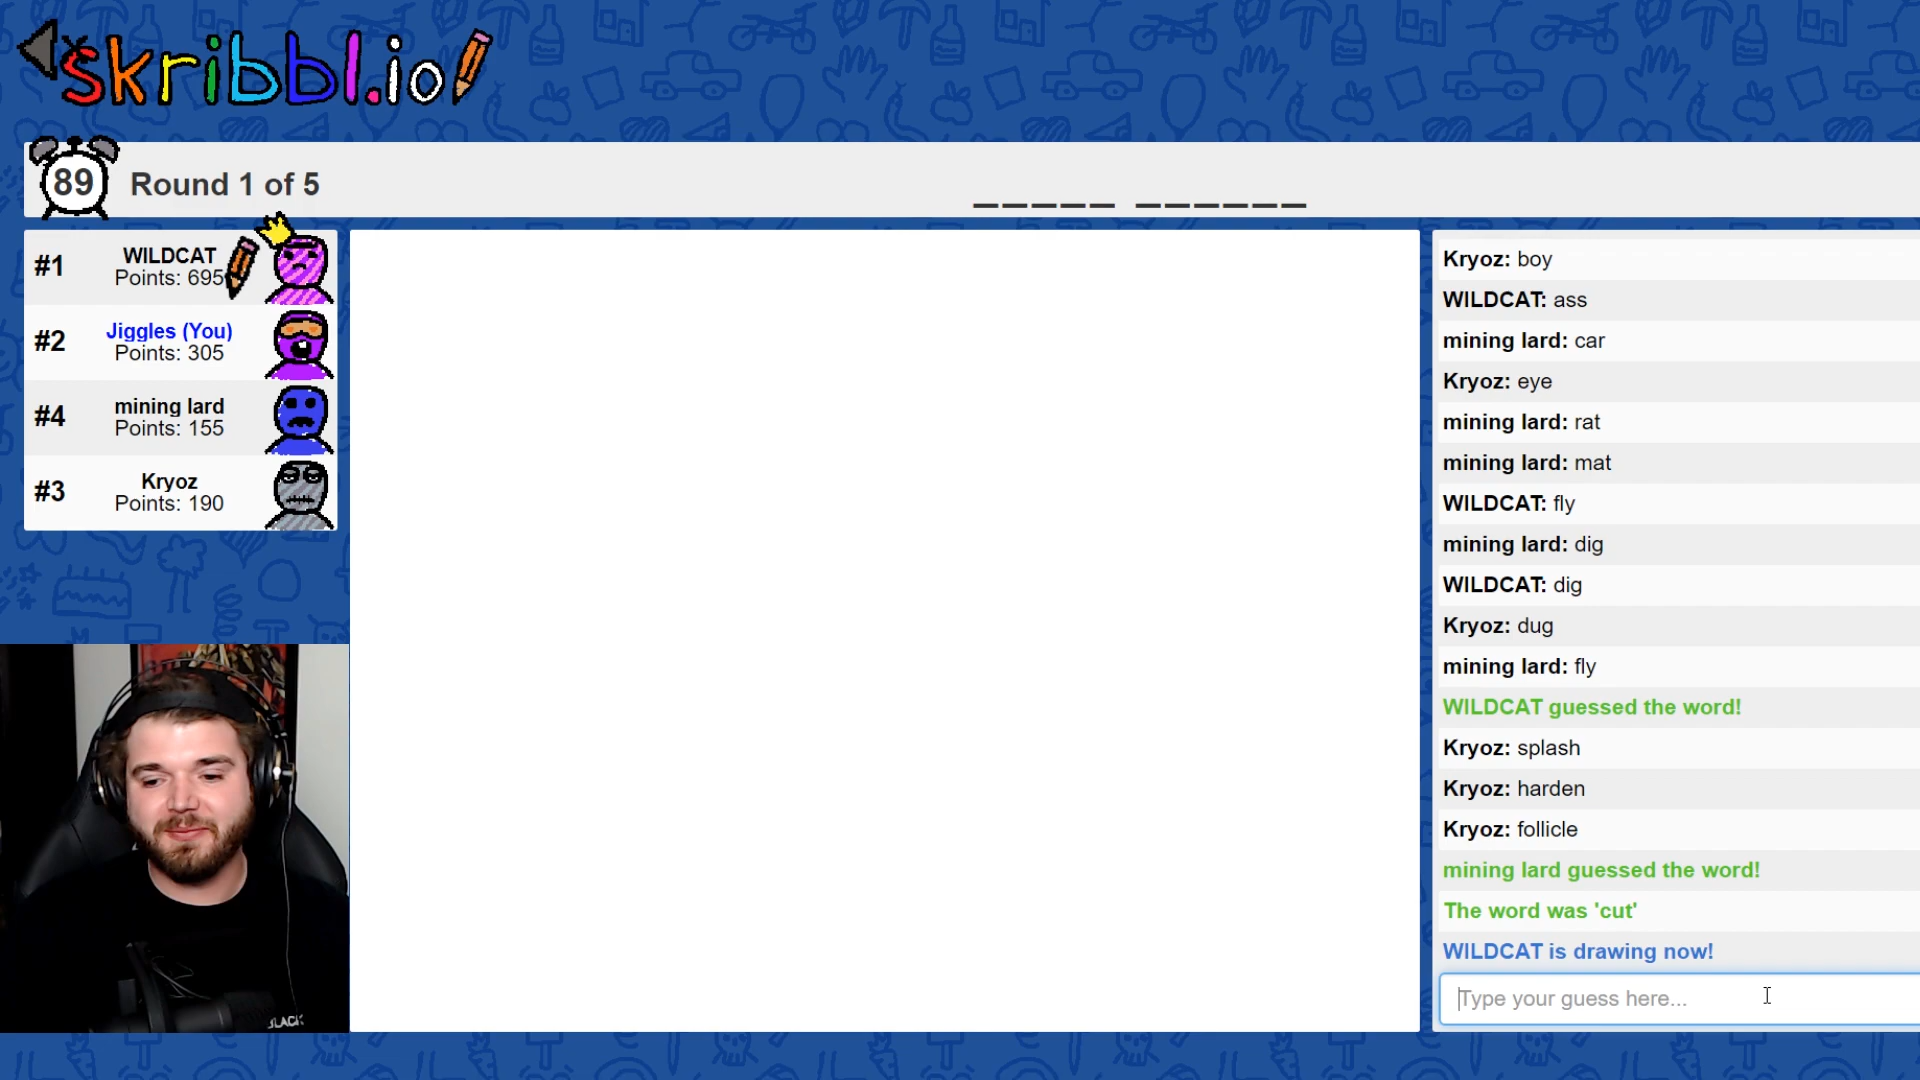 skribbl.io
89
Round 1 of 5
_____ ______
#1
WILDCAT
Points: 695
#2
Jiggles (You)
Points: 305
#4
mining lard
Points: 155
#3
Kryoz
Points: 190
Kryoz: boy
WILDCAT: ass
mining lard: car
Kryoz: eye
mining lard: rat
mining lard: mat
WILDCAT: fly
mining lard: dig
WILDCAT: dig
Kryoz: dug
mining lard: fly
WILDCAT guessed the word!
Kryoz: splash
Kryoz: harden
Kryoz: follicle
mining lard guessed the word!
The word was 'cut'
WILDCAT is drawing now!
Type your guess here...